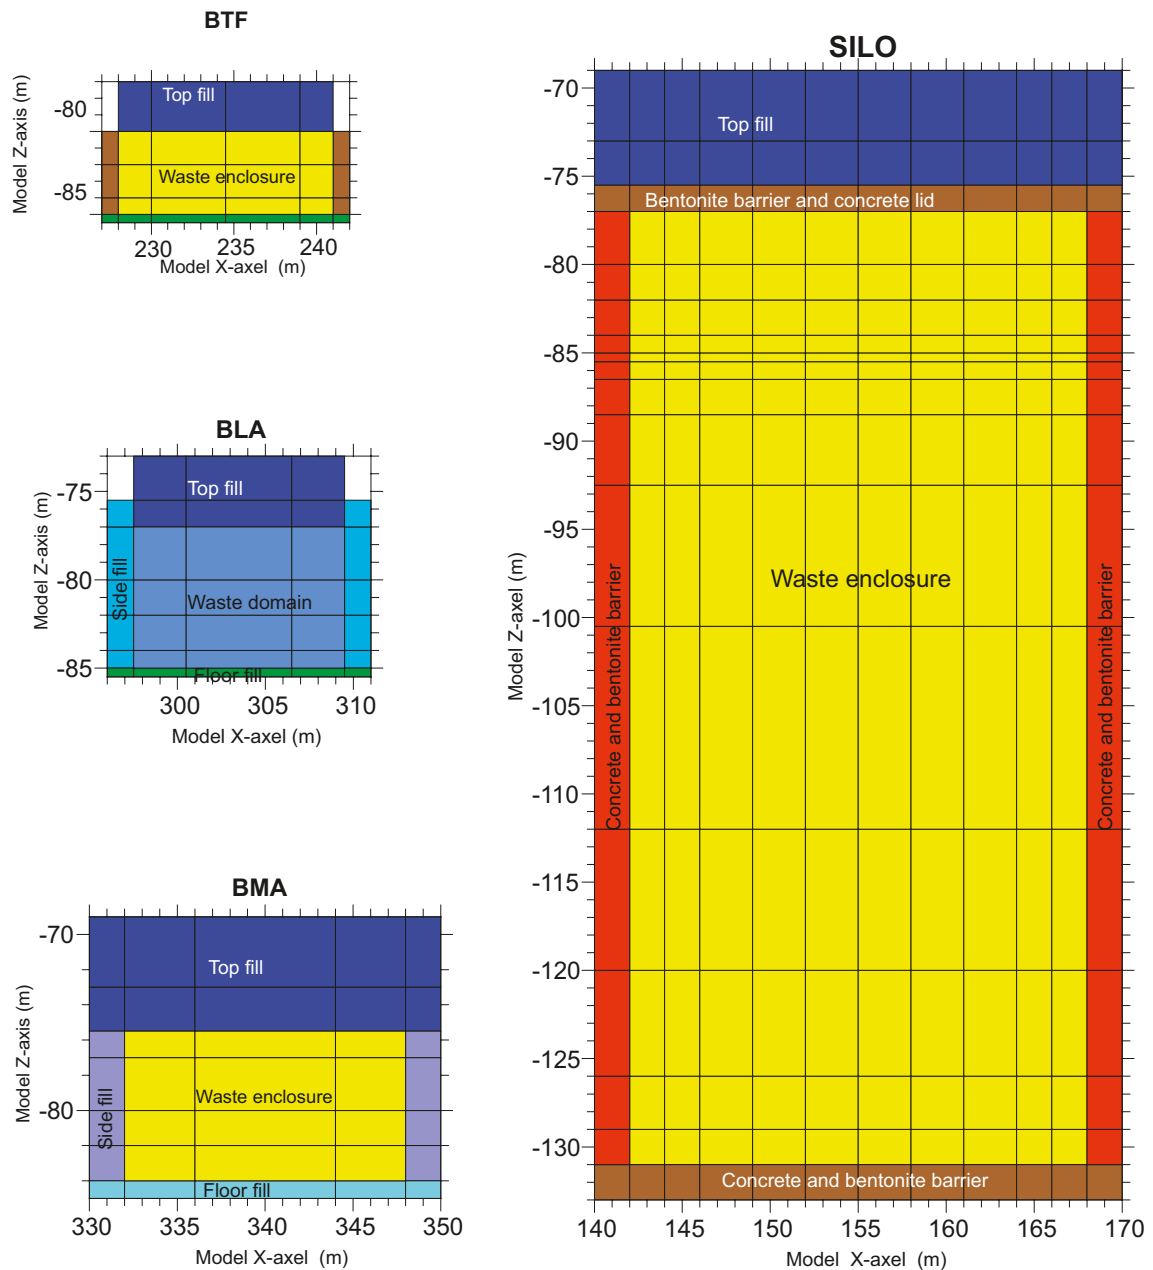 BTF
Model Z-axis (m)
-80
-85
Top fill
Waste enclosure
230
235
240
Model X-axel (m)
BLA
Model Z-axis (m)
-75
-80
-85
Top fill
Side fill
Waste domain
Floor fill
300
305
310
Model X-axel (m)
BMA
Model Z-axis (m)
-70
-80
Top fill
Side fill
Waste enclosure
Floor fill
330
335
340
345
350
Model X-axel (m)
SILO
Model Z-axel (m)
-70
-75
-80
-85
-90
-95
-100
-105
-110
-115
-120
-125
-130
Top fill
Bentonite barrier and concrete lid
Concrete and bentonite barrier
Waste enclosure
Concrete and bentonite barrier
Concrete and bentonite barrier
140
145
150
155
160
165
170
Model X-axel (m)